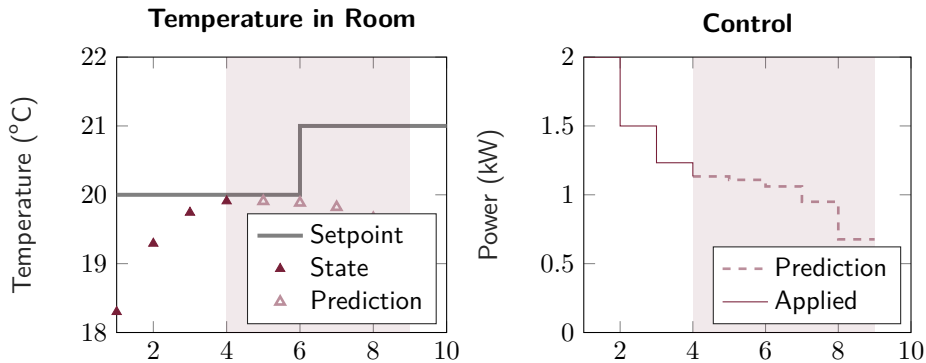 Temperature in Room
Temperature (°C)
22
21
20
19
18
2
4
6
8
10
Setpoint
State
Prediction
Control
Power (kW)
2
1.5
1
0.5
0
2
4
6
8
10
Prediction
Applied